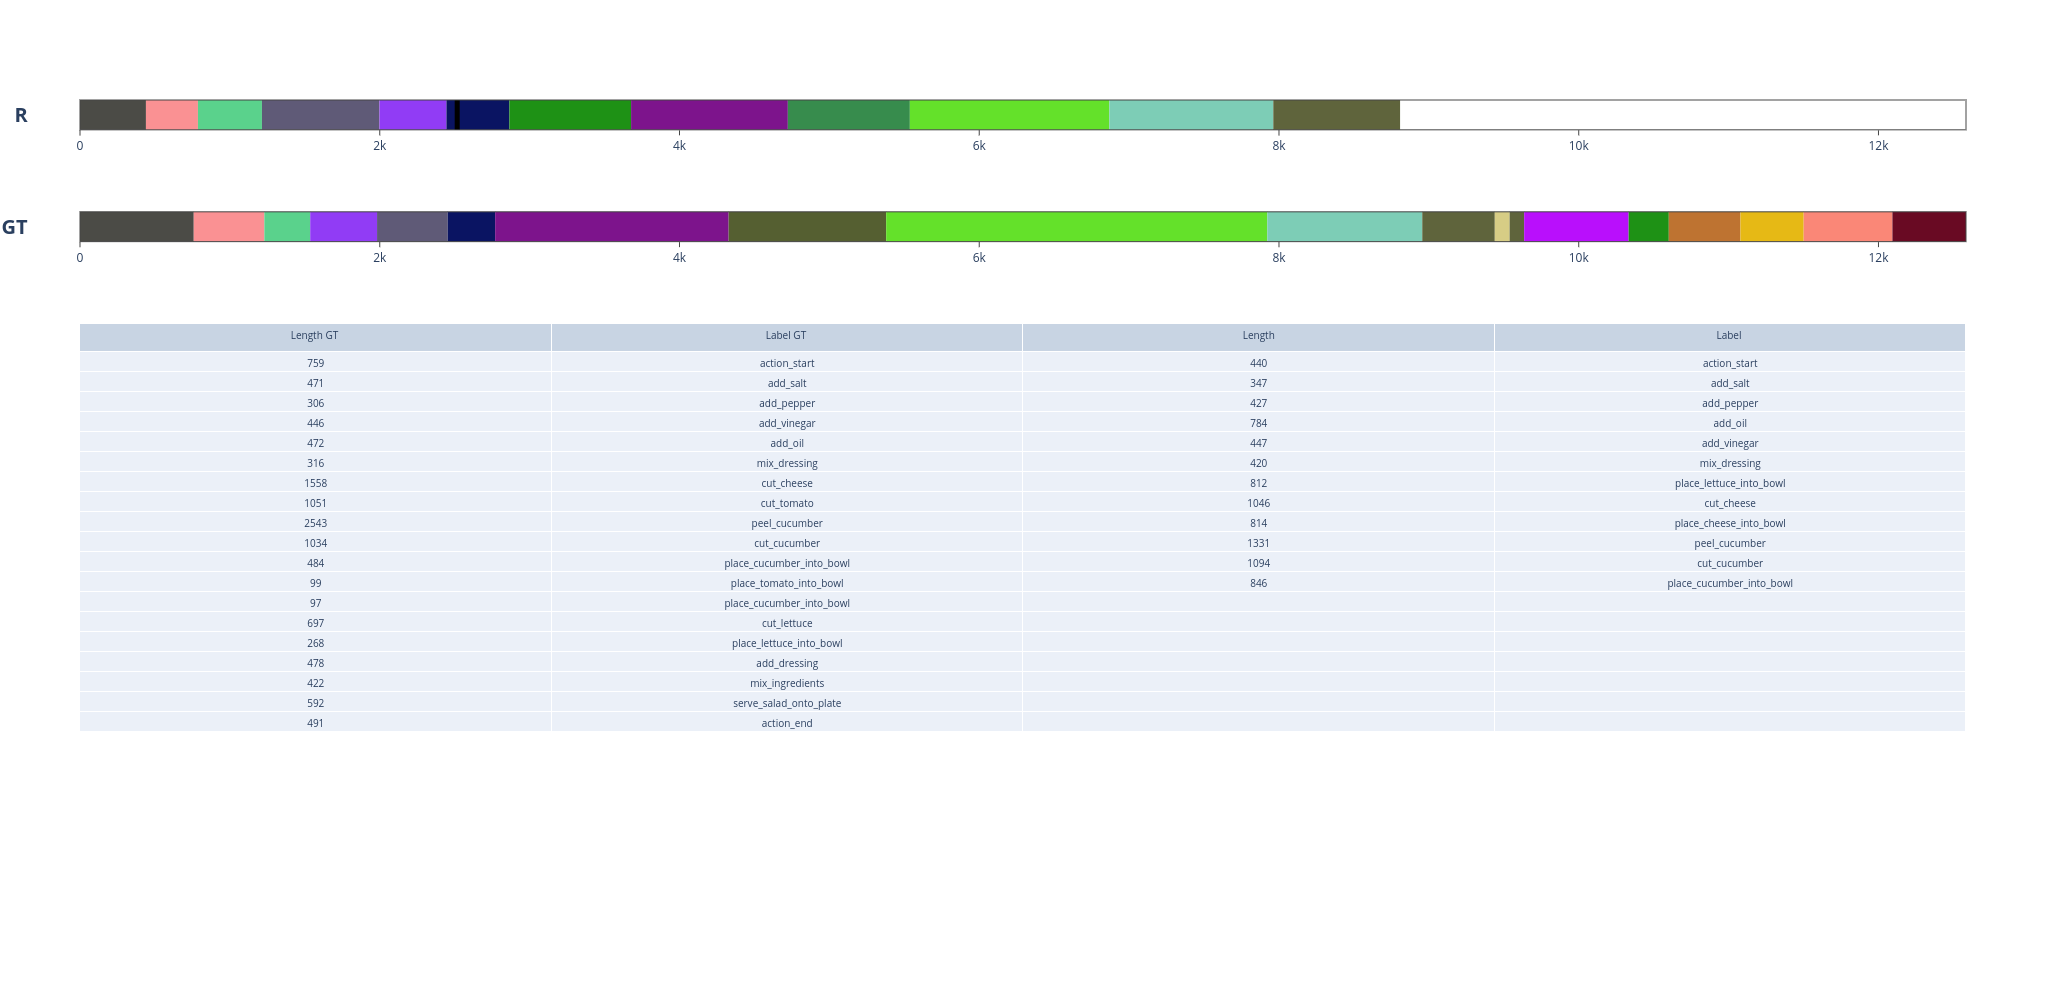 R
0 2k 4k 6k 8k 10k 12k
GT
0 2k 4k 6k 8k 10k 12k
Length GT Label GT Length Label
759 action_start 440 action_start
471 add_salt 347 add_salt
306 add_pepper 427 add_pepper
446 add_vinegar 784 add_oil
472 add_oil 447 add_vinegar
316 mix_dressing 420 mix_dressing
1558 cut_cheese 812 place_lettuce_into_bowl
1051 cut_tomato 1046 cut_cheese
2543 peel_cucumber 814 place_cheese_into_bowl
1034 cut_cucumber 1331 peel_cucumber
484 place_cucumber_into_bowl 1094 cut_cucumber
99 place_tomato_into_bowl 846 place_cucumber_into_bowl
97 place_cucumber_into_bowl
697 cut_lettuce
268 place_lettuce_into_bowl
478 add_dressing
422 mix_ingredients
592 serve_salad_onto_plate
491 action_end